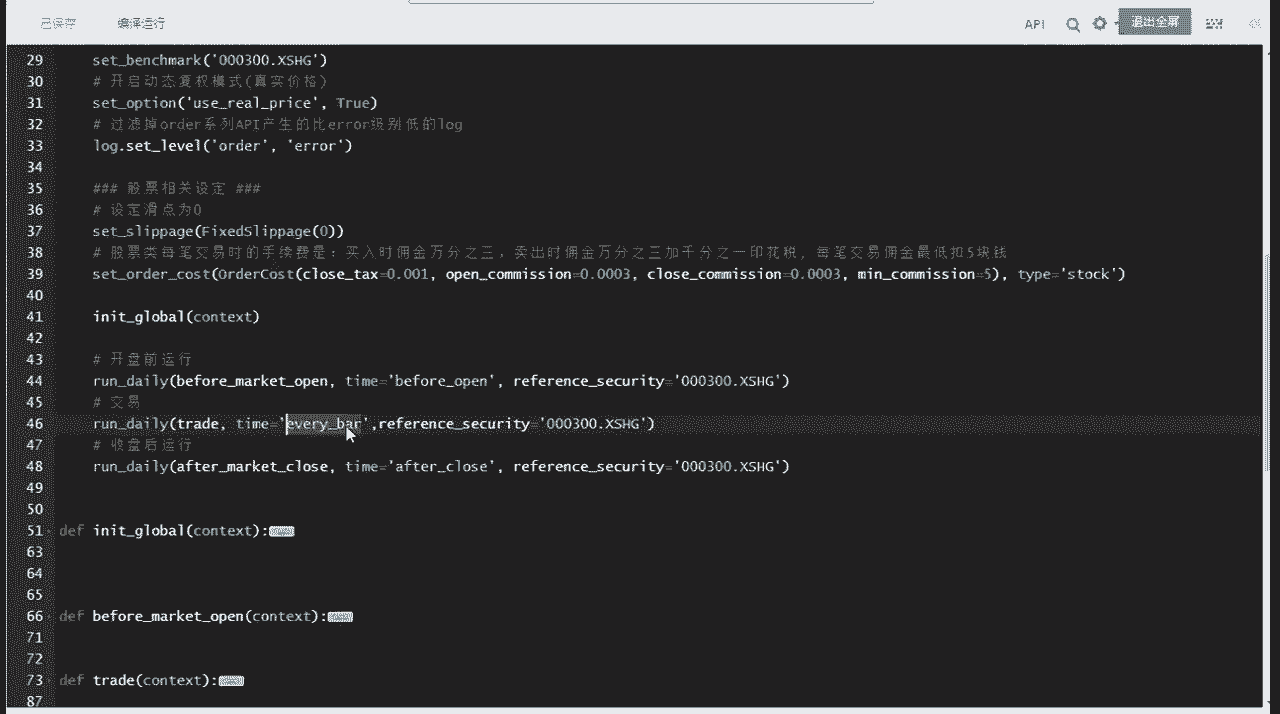 已保存 编译运行 API 退出全屏
29 set_benchmark('000300.XSHG')
30 # 开启动态复权模式(真实价格)
31 set_option('use_real_price', True)
32 # 过滤掉order系列API产生的比error级别低的log
33 log.set_level('order', 'error')
34
35 ### 股票相关设定 ###
36 # 设定滑点为0
37 set_slippage(FixedSlippage(0))
38 # 股票类每笔交易时的手续费是：买入时佣金万分之三，卖出时佣金万分之三加千分之一印花税, 每笔交易佣金最低扣5块钱
39 set_order_cost(OrderCost(close_tax=0.001, open_commission=0.0003, close_commission=0.0003, min_commission=5), type='stock')
40
41 init_global(context)
42
43 # 开盘前运行
44 run_daily(before_market_open, time='before_open', reference_security='000300.XSHG')
45 # 交易
46 run_daily(trade, time='every_bar',reference_security='000300.XSHG')
47 # 收盘后运行
48 run_daily(after_market_close, time='after_close', reference_security='000300.XSHG')
49
50
51 def init_global(context):
63
64
65
66 def before_market_open(context):
71
72
73 def trade(context):
87